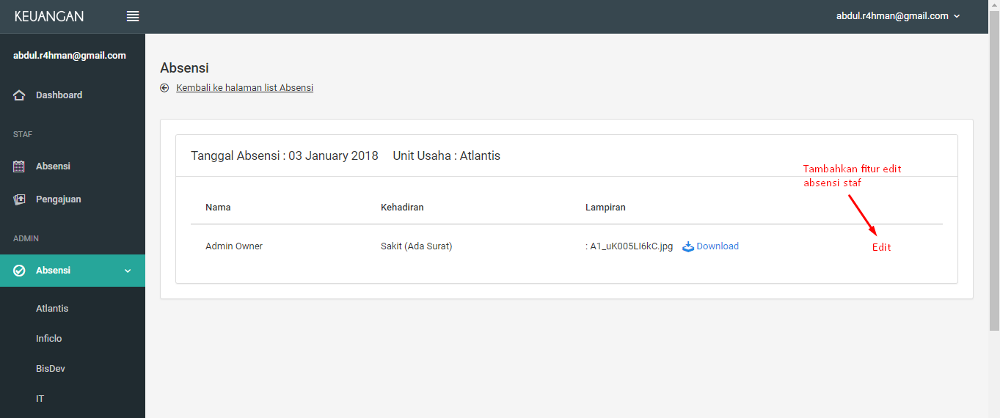 KEUANGAN
abdul.r4hman@gmail.com
abdul.r4hman@gmail.com
Dashboard
STAF
Absensi
Pengajuan
ADMIN
Absensi
Atlantis
Inficlo
BisDev
IT
Absensi
Kembali ke halaman list Absensi
Tanggal Absensi : 03 January 2018 Unit Usaha : Atlantis
Tambahkan fitur edit
absensi staf
Nama Kehadiran Lampiran
Admin Owner Sakit (Ada Surat) : A1_uK005LI6kC.jpg Download Edit